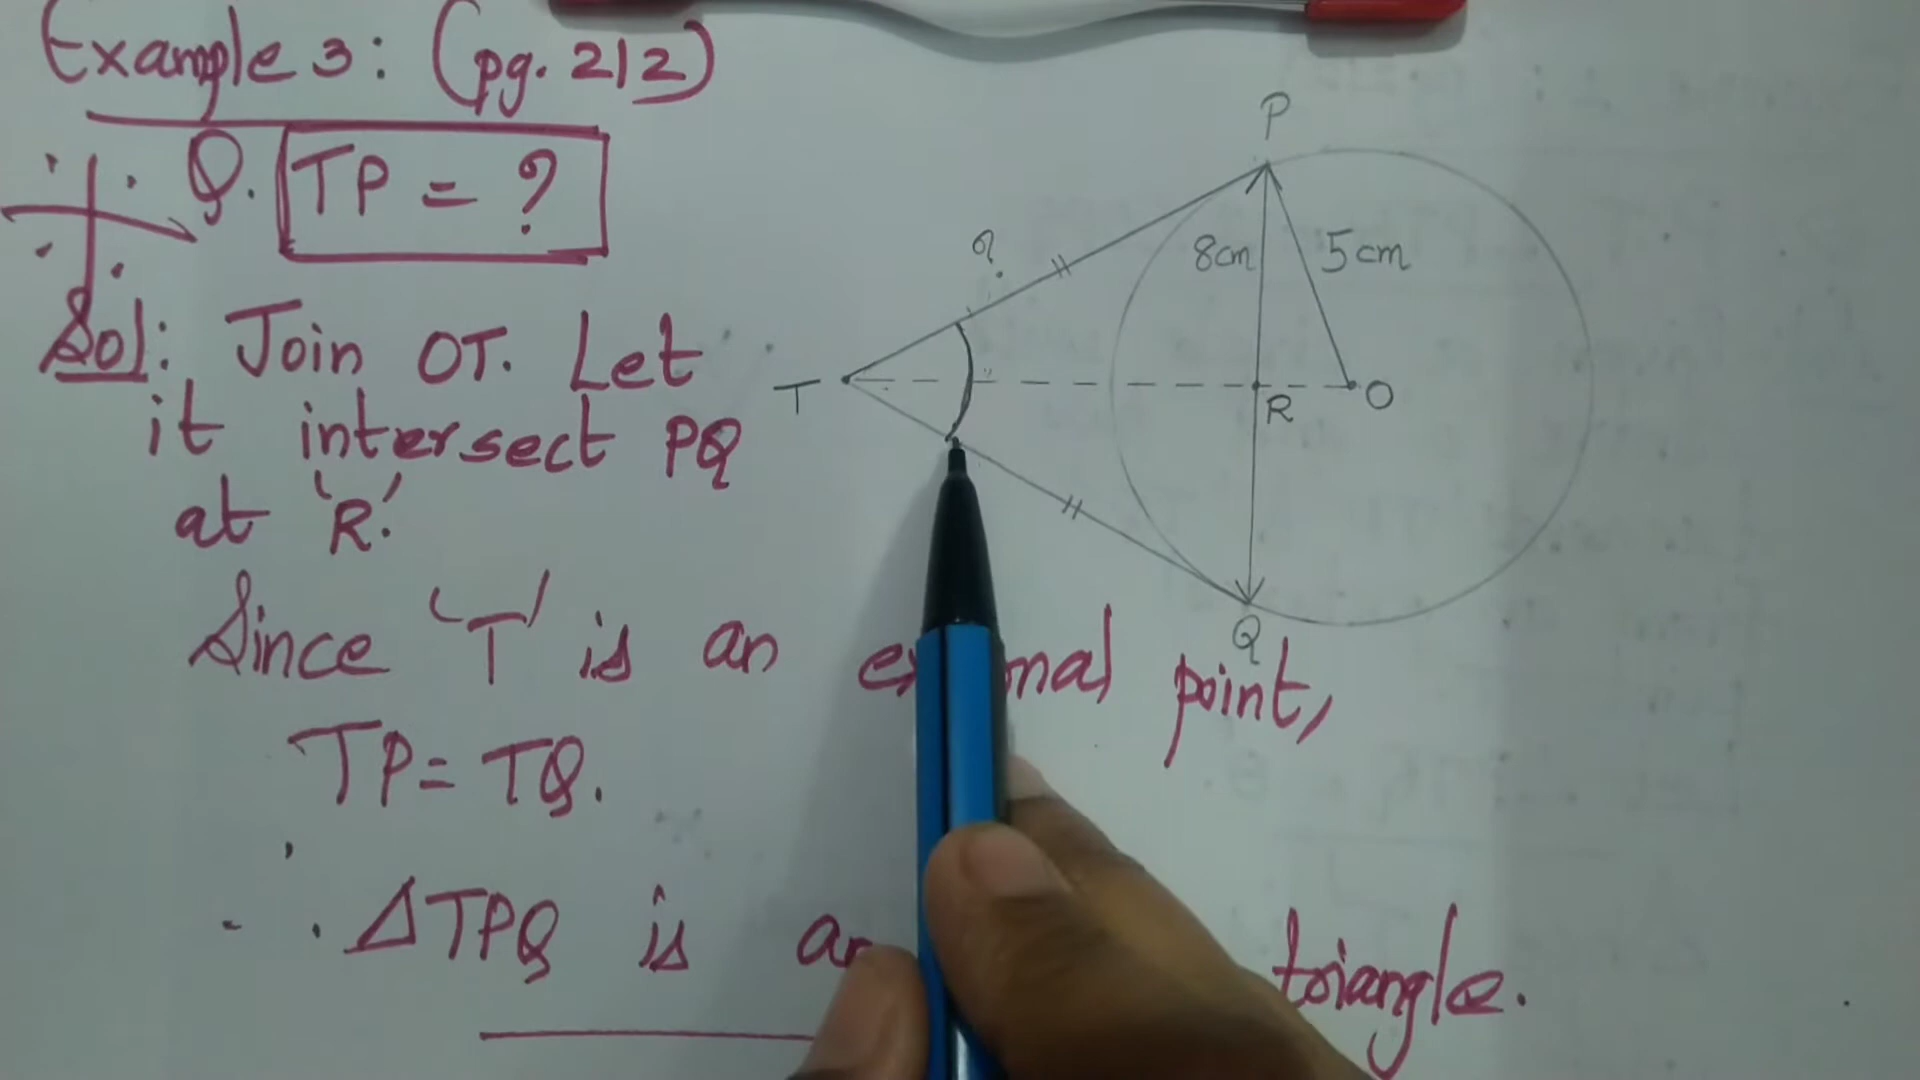 Example 3: (pg. 212)
Q. TP = ?
Sol: Join OT. Let
it intersect PQ
at 'R'.
Since 'T' is an point,
TP = TQ.
∴ ΔTPQ is triangle.
P
8cm 5cm
?
T R O
Q